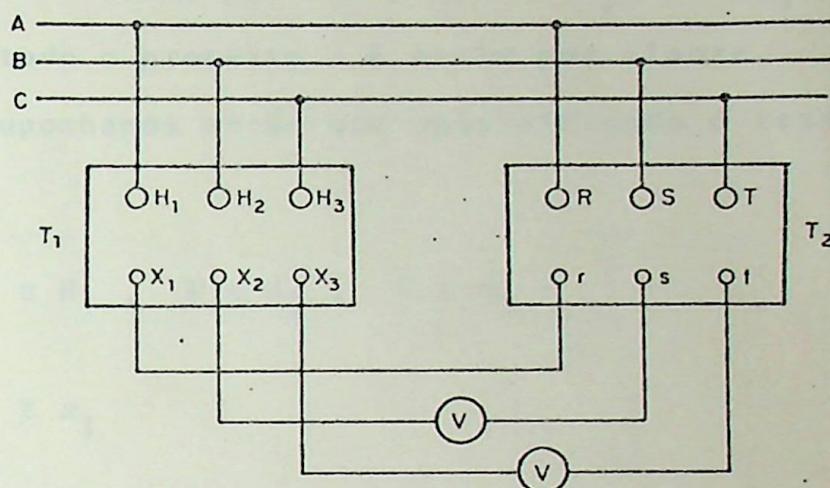 A
B
C
H₁ H₂ H₃ R S T
T₁ T₂
X₁ X₂ X₃ r s t
V
V